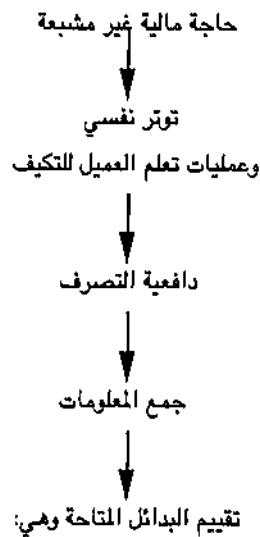 حاجة مالية غير مشبعة
توتر نفسي
وعمليات تعلم العميل للتكيف
دافعية التصرف
جمع المعلومات
تقييم البدائل المتاحة وهي: